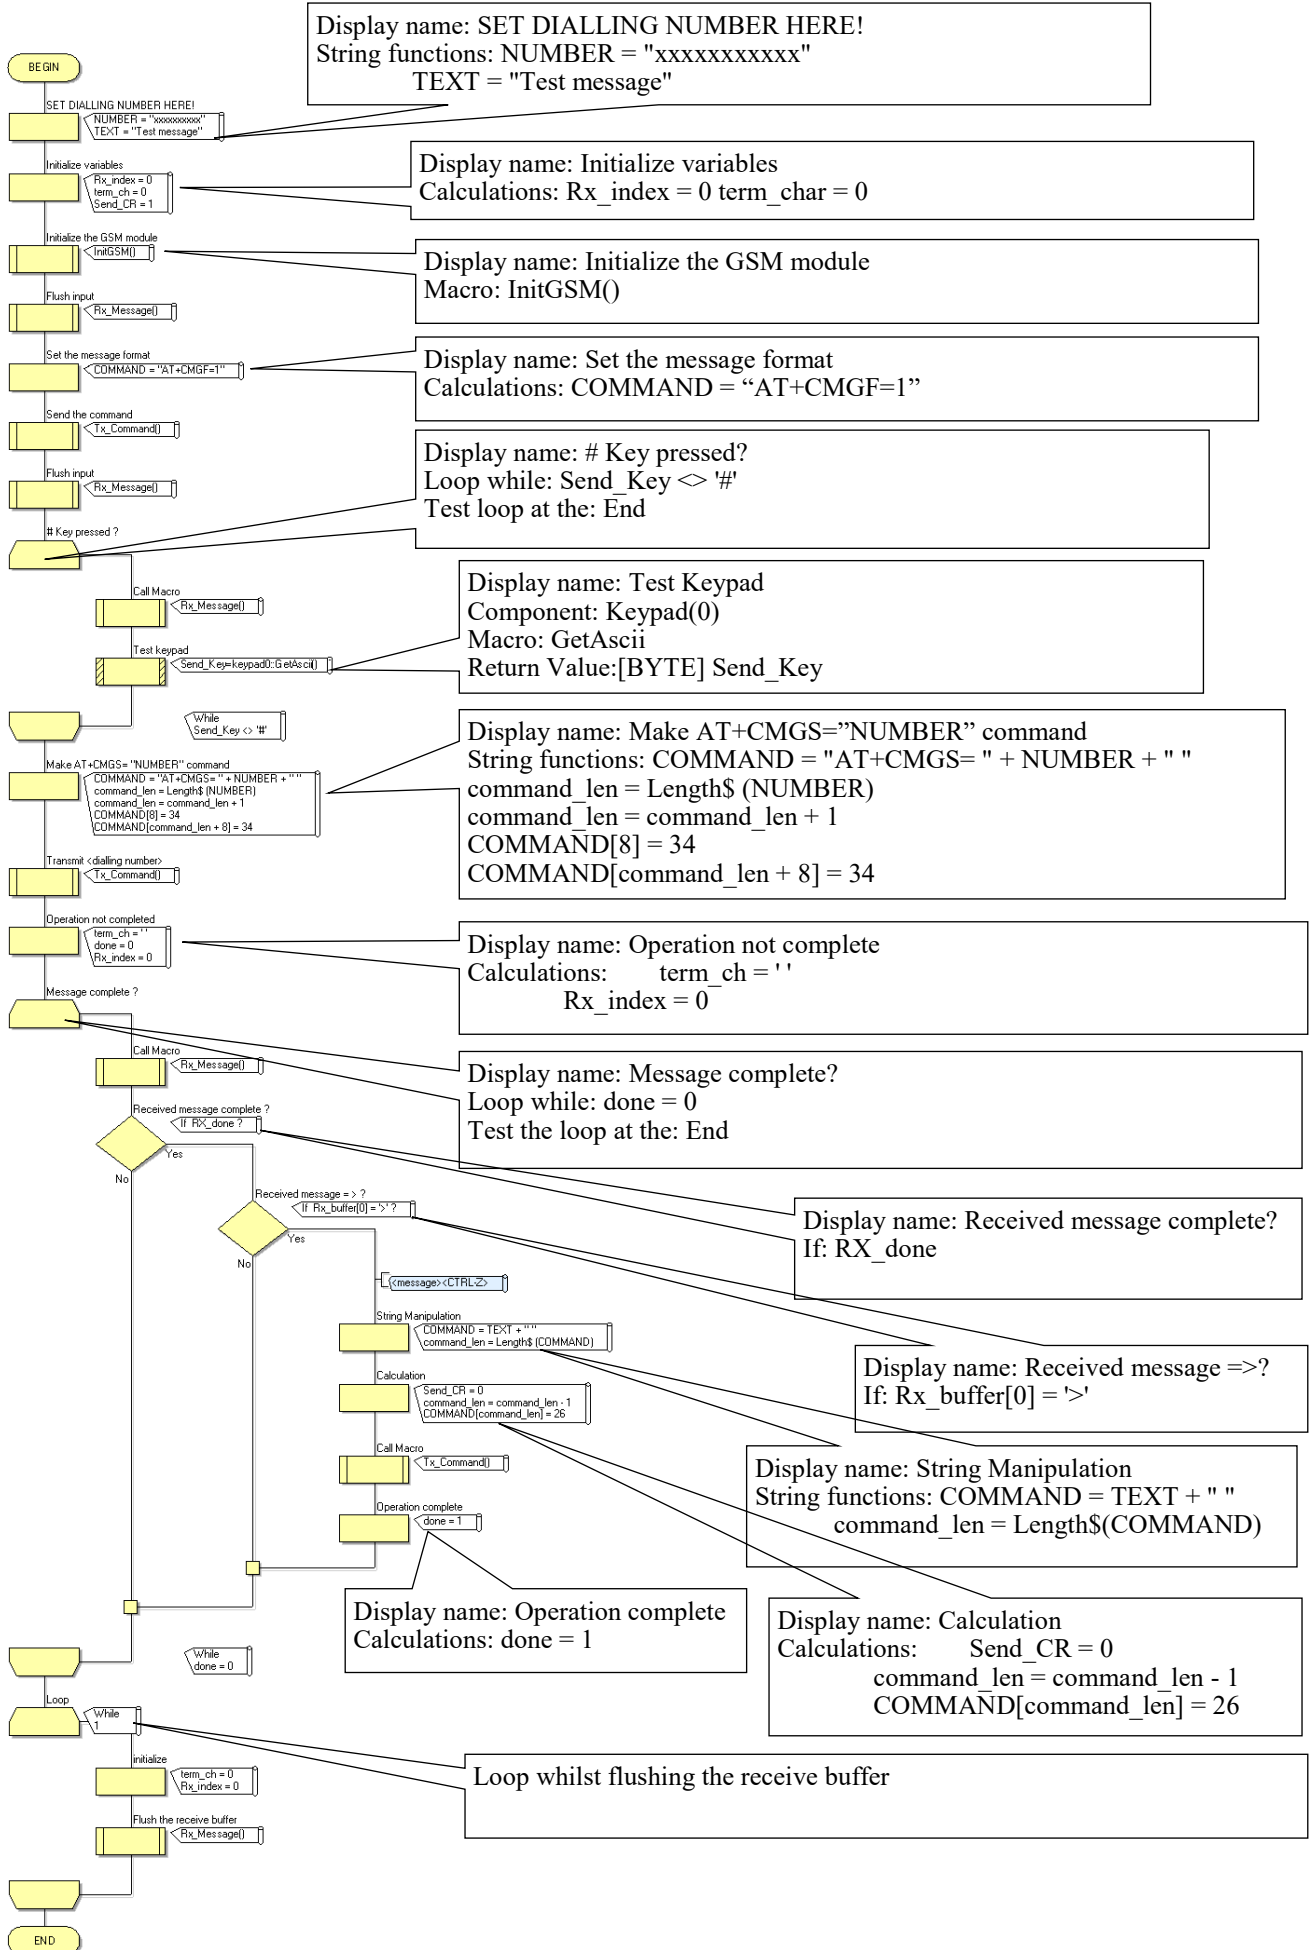 Display name: SET DIALLING NUMBER HERE!
String functions: NUMBER = "xxxxxxxxxxx"
TEXT = "Test message"
BEGIN
SET DIALLING NUMBER HERE!
NUMBER = "xxxxxxxxxx"
TEXT = "Test message"
Initialize variables
Rx_index = 0
term_ch = 0
Send_CR = 1
Display name: Initialize variables
Calculations: Rx_index = 0 term_char = 0
Initialize the GSM module
InitGSM()
Display name: Initialize the GSM module
Macro: InitGSM()
Flush input
Rx_Message()
Set the message format
COMMAND = "AT+CMGF=1"
Display name: Set the message format
Calculations: COMMAND = “AT+CMGF=1”
Send the command
Tx_Command()
Flush input
Rx_Message()
Display name: # Key pressed?
Loop while: Send_Key <> '#'
Test loop at the: End
# Key pressed ?
Call Macro
Rx_Message()
Test keypad
Send_Key=keypad0::GetAscii()
Display name: Test Keypad
Component: Keypad(0)
Macro: GetAscii
Return Value:[BYTE] Send_Key
While
Send_Key <> '#'
Make AT+CMGS= "NUMBER" command
COMMAND = "AT+CMGS= " + NUMBER + " "
command_len = Length$ (NUMBER)
command_len = command_len + 1
COMMAND[8] = 34
COMMAND[command_len + 8] = 34
Display name: Make AT+CMGS=”NUMBER” command
String functions: COMMAND = "AT+CMGS= " + NUMBER + " "
command_len = Length$ (NUMBER)
command_len = command_len + 1
COMMAND[8] = 34
COMMAND[command_len + 8] = 34
Transmit <dialling number>
Tx_Command()
Operation not completed
term_ch = ' '
done = 0
Rx_index = 0
Display name: Operation not complete
Calculations: term_ch = ' '
Rx_index = 0
Message complete ?
Call Macro
Rx_Message()
Display name: Message complete?
Loop while: done = 0
Test the loop at the: End
Received message complete ?
If RX_done ?
Yes
No
Display name: Received message complete?
If: RX_done
Received message = > ?
If Rx_buffer[0] = '>' ?
Yes
No
Display name: Received message =>?
If: Rx_buffer[0] = '>'
<message><CTRL-Z>
String Manipulation
COMMAND = TEXT + " "
command_len = Length$ (COMMAND)
Display name: String Manipulation
String functions: COMMAND = TEXT + " "
command_len = Length$(COMMAND)
Calculation
Send_CR = 0
command_len = command_len - 1
COMMAND[command_len] = 26
Call Macro
Tx_Command()
Operation complete
done = 1
Display name: Operation complete
Calculations: done = 1
Display name: Calculation
Calculations: Send_CR = 0
command_len = command_len - 1
COMMAND[command_len] = 26
While
done = 0
Loop
While
1
Loop whilst flushing the receive buffer
initialize
term_ch = 0
Rx_index = 0
Flush the receive buffer
Rx_Message()
END